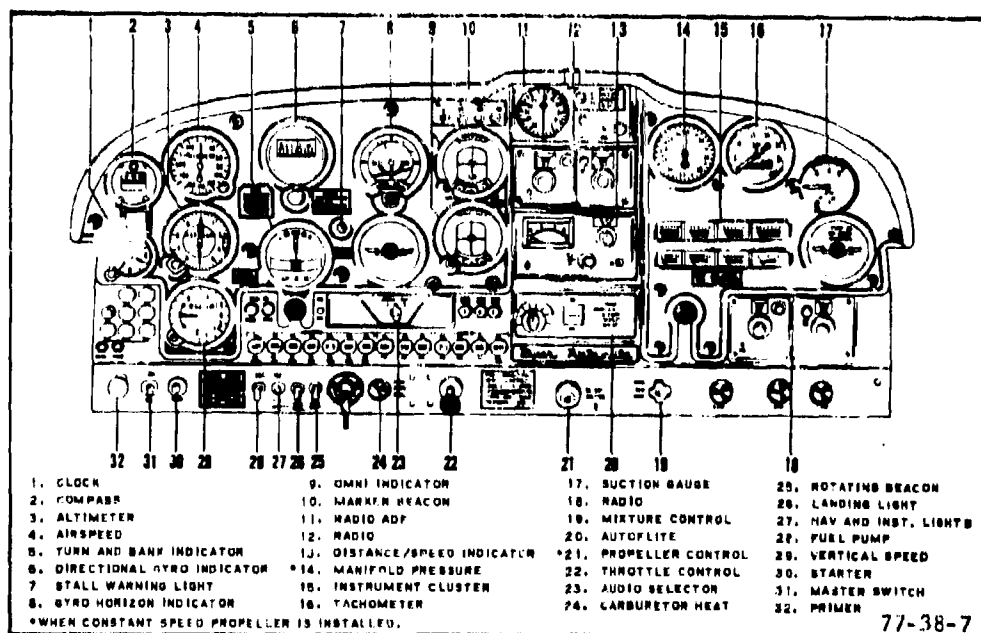 1 2 3 4 5 6 7 8 9 10 11 12 13 14 15 16 17
32 31 30 29 28 27 26 25 24 23 22 21 20 19 18
1. CLOCK
2. COMPASS
3. ALTIMETER
4. AIRSPEED
5. TURN AND BANK INDICATOR
6. DIRECTIONAL GYRO INDICATOR
7 STALL WARNING LIGHT
8. GYRO HORIZON INDICATOR
9. OMNI INDICATOR
10. MARKER BEACON
11. RADIO ADF
12. RADIO
13. DISTANCE/SPEED INDICATOR
*14. MANIFOLD PRESSURE
15. INSTRUMENT CLUSTER
16. TACHOMETER
17. SUCTION GAUGE
18. RADIO
19. MIXTURE CONTROL
20. AUTOFLITE
*21. PROPELLER CONTROL
22. THROTTLE CONTROL
23. AUDIO SELECTOR
24. CARBURETOR HEAT
25. ROTATING BEACON
26. LANDING LIGHT
27. NAV AND INST. LIGHTS
28. FUEL PUMP
29. VERTICAL SPEED
30. STARTER
31. MASTER SWITCH
32. PRIMER
*WHEN CONSTANT SPEED PROPELLER IS INSTALLED.
77-38-7